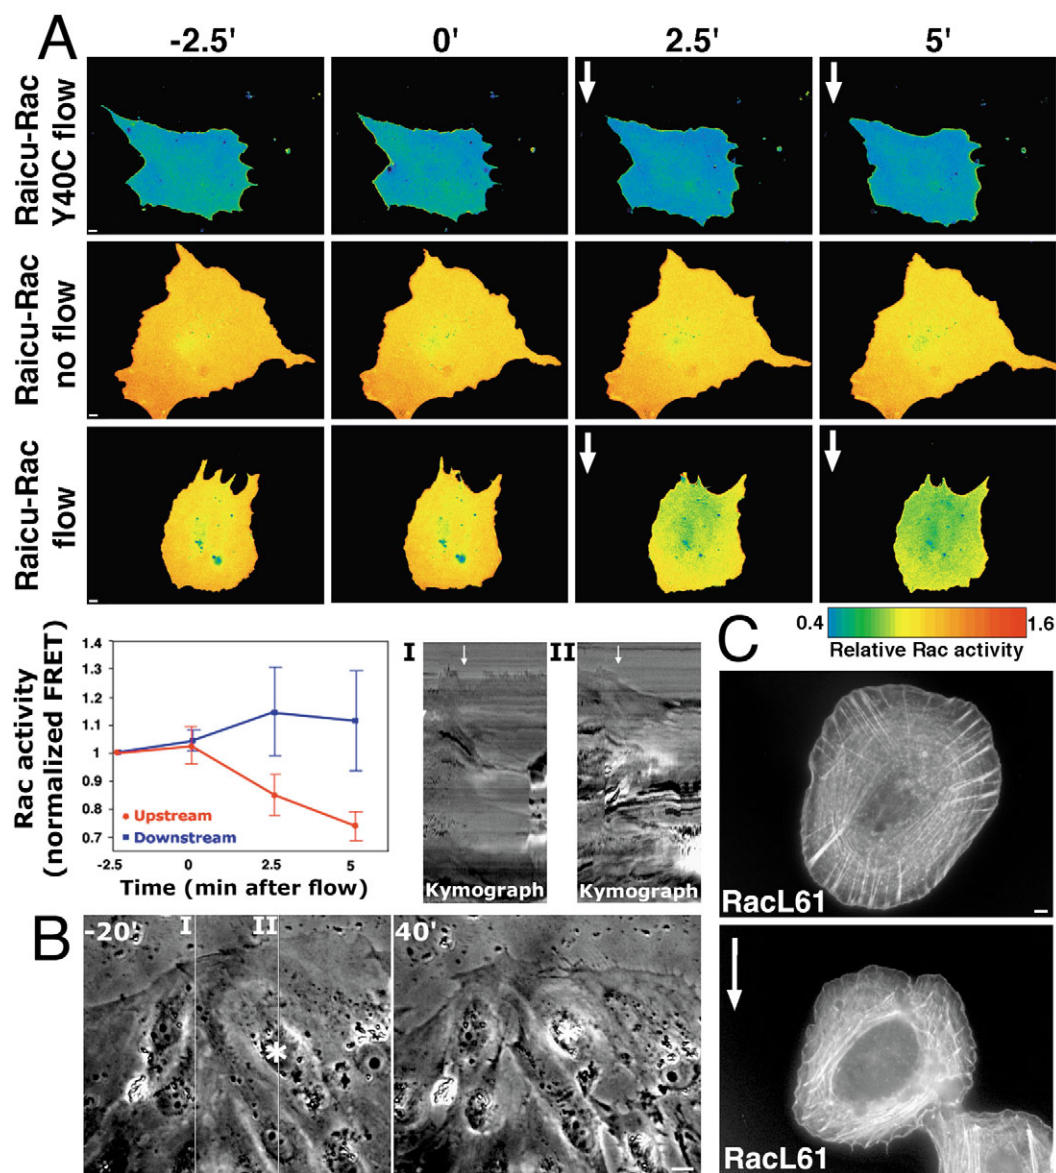 A
-2.5' 0' 2.5' 5'
Raicu-Rac
Y40C flow
Raicu-Rac
no flow
Raicu-Rac
flow
0.4 1.6
Relative Rac activity
Rac activity
(normalized FRET)
1.4
1.3
1.2
1.1
1
0.9
0.8
0.7
Upstream
Downstream
-2.5 0 2.5 5
Time (min after flow)
I II
Kymograph Kymograph
B
-20' I II 40'
*
C
RacL61
RacL61